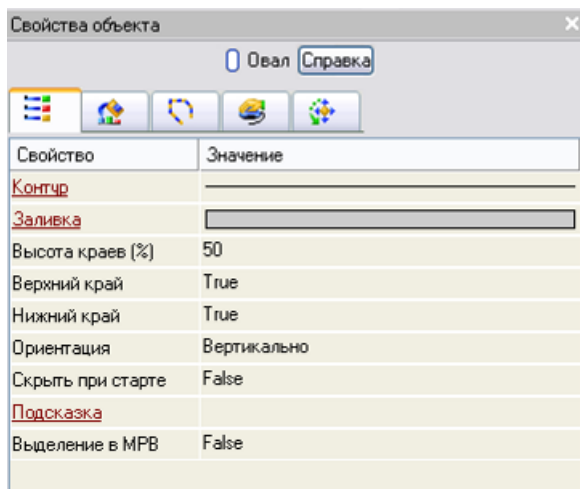 Свойства объекта
Овал Справка
Свойство Значение
Контур
Заливка
Высота краев (%) 50
Верхний край True
Нижний край True
Ориентация Вертикально
Скрыть при старте False
Подсказка
Выделение в МРВ False